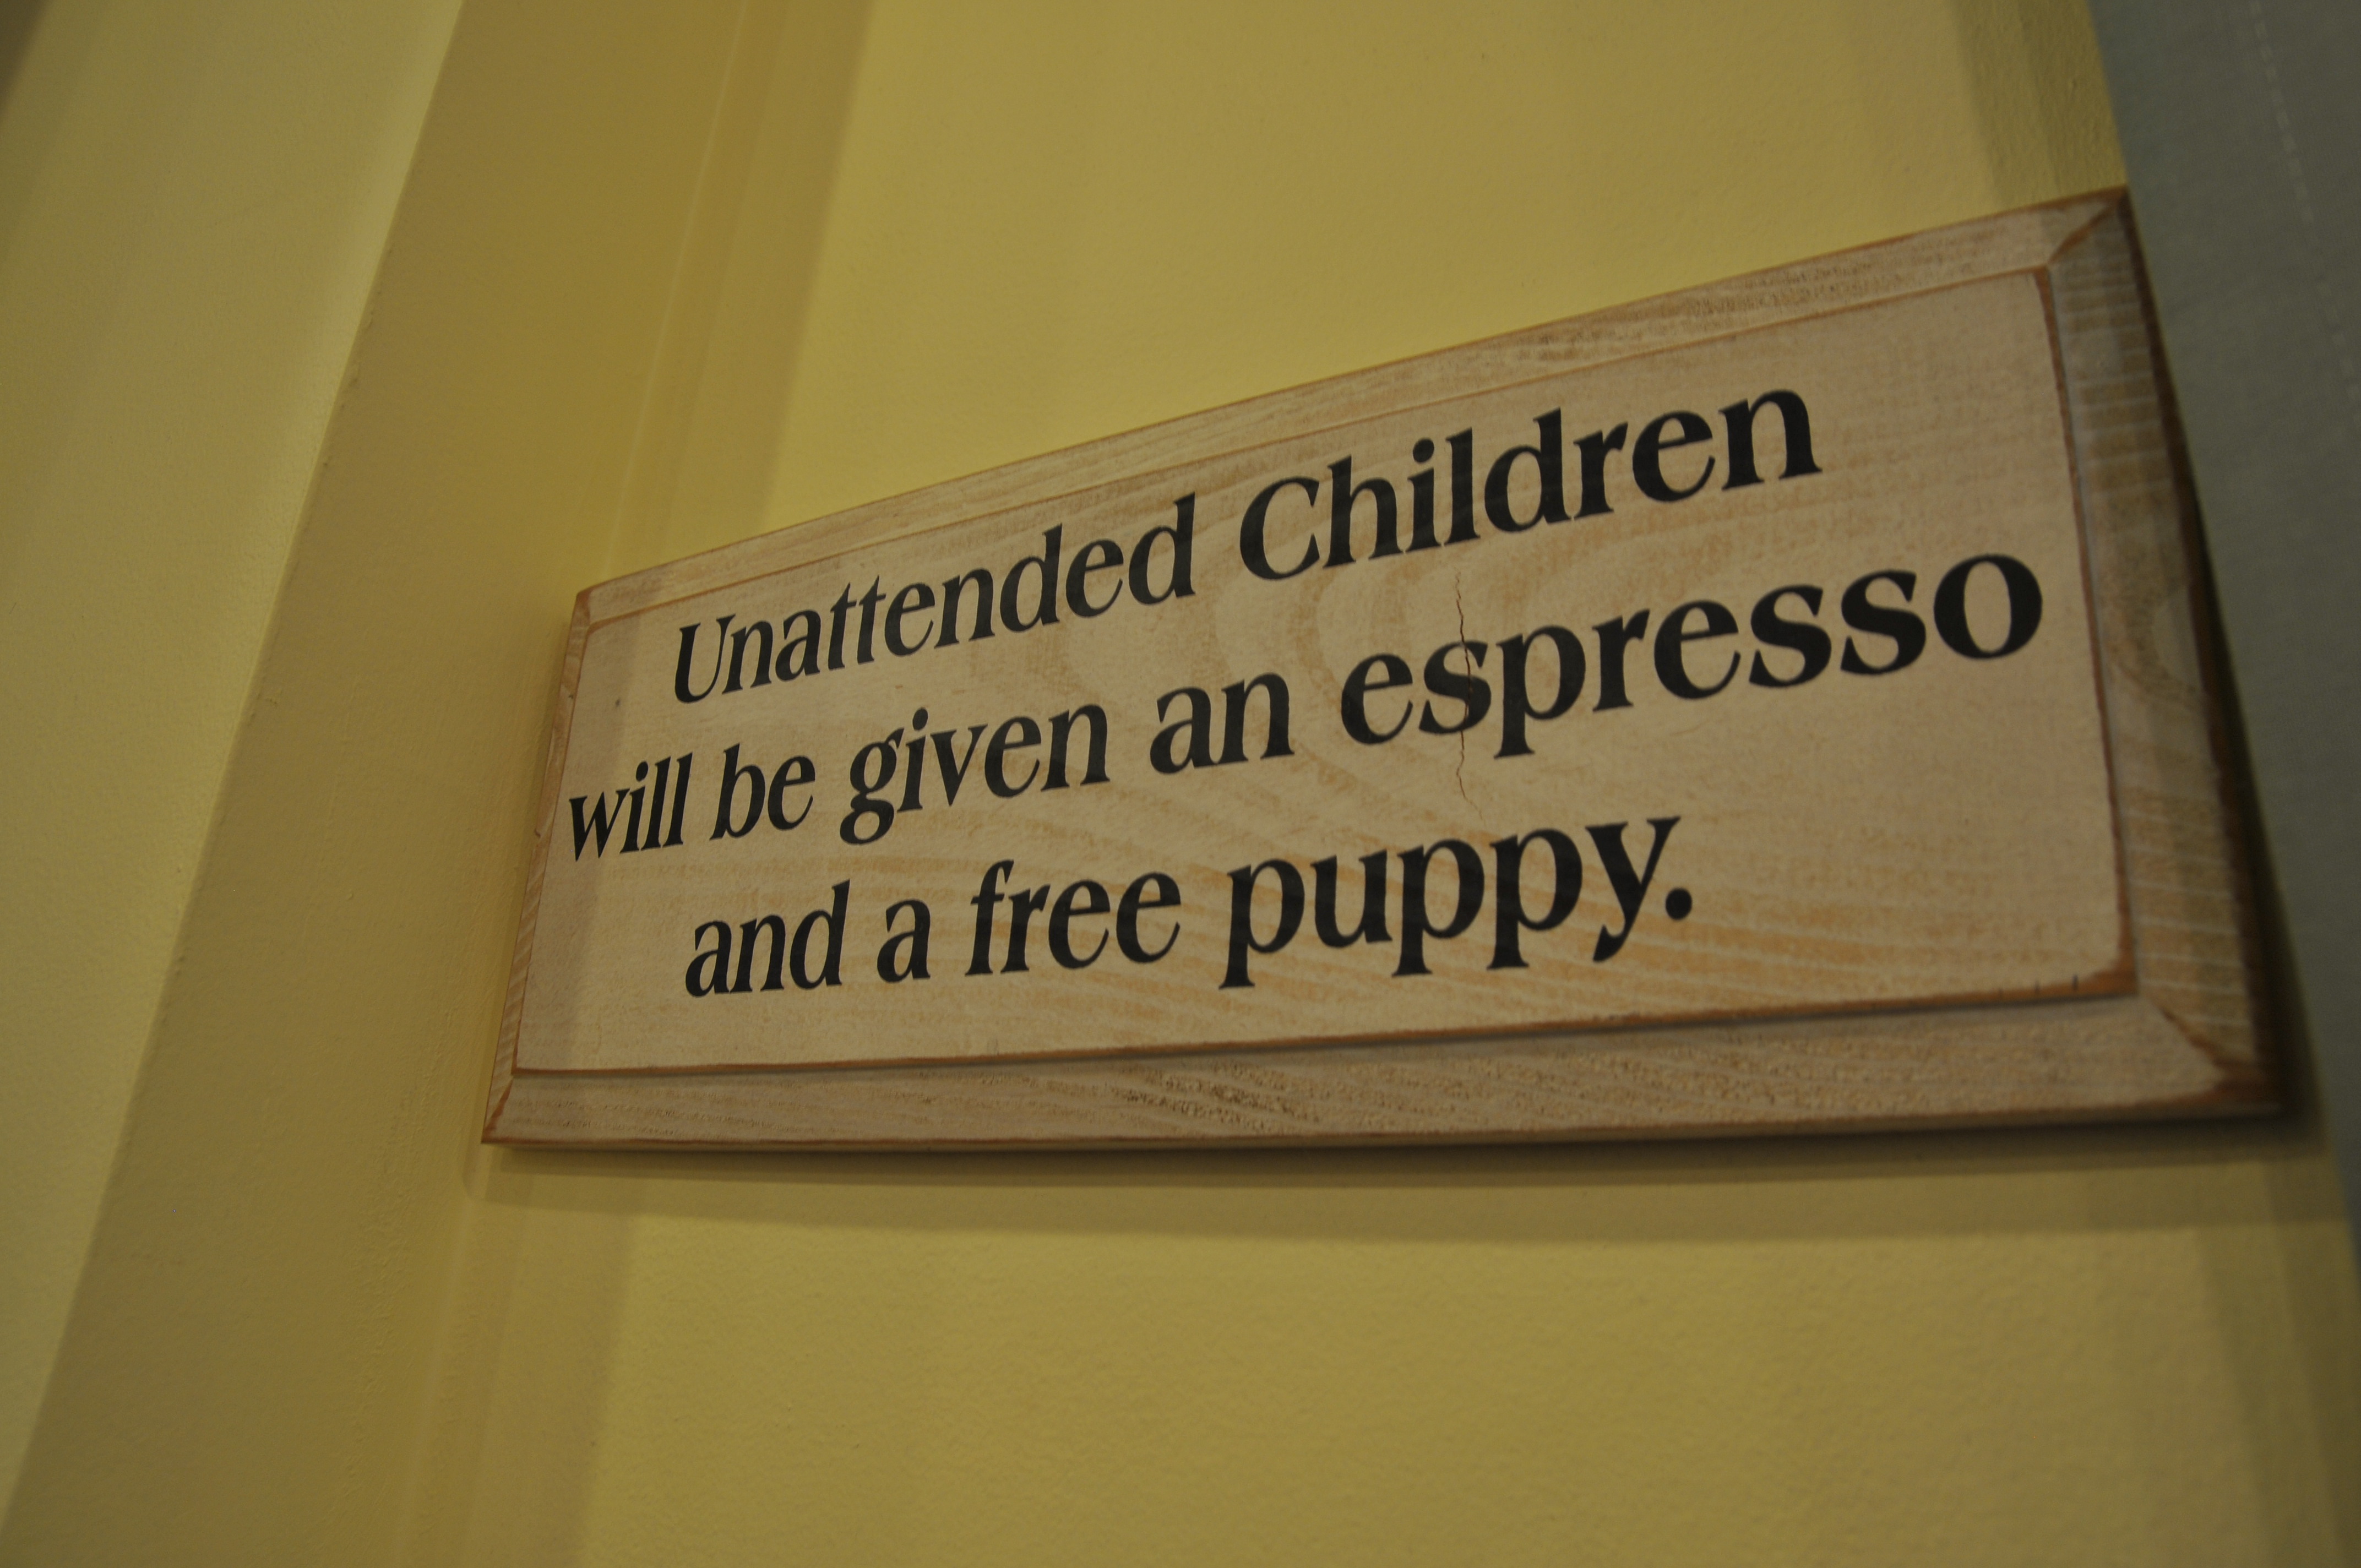 Unattended Children
will be given an espresso
and a free puppy.